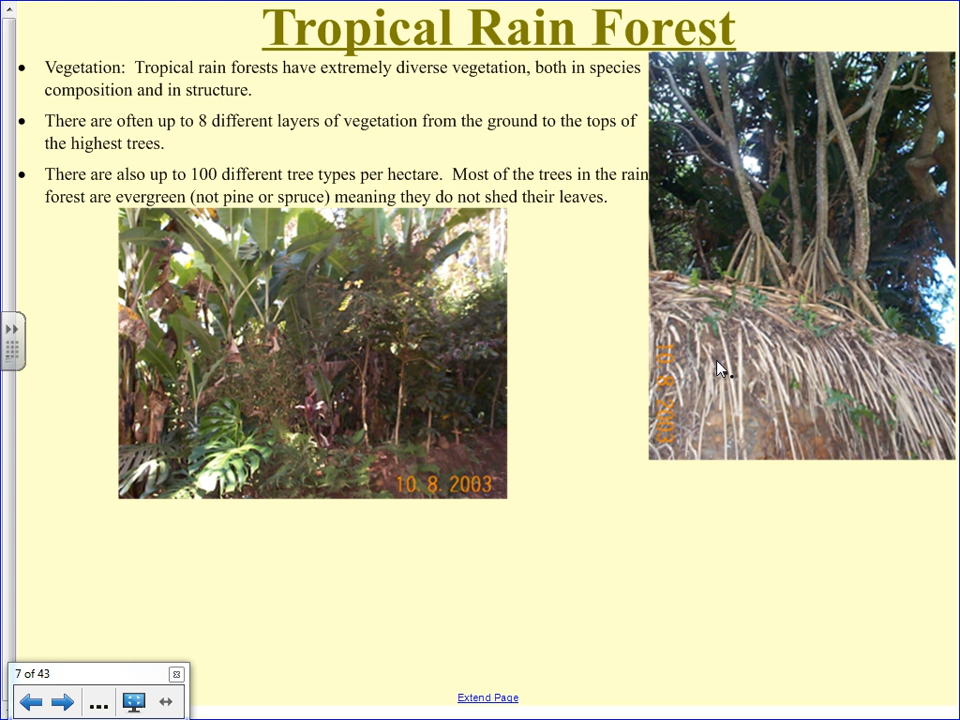 Tropical Rain Forest
Vegetation: Tropical rain forests have extremely diverse vegetation, both in species
composition and in structure.
There are often up to 8 different layers of vegetation from the ground to the tops of
the highest trees.
There are also up to 100 different tree types per hectare. Most of the trees in the rain
forest are evergreen (not pine or spruce) meaning they do not shed their leaves.
10. 8. 2003
10. 8. 2003
7 of 43
Extend Page